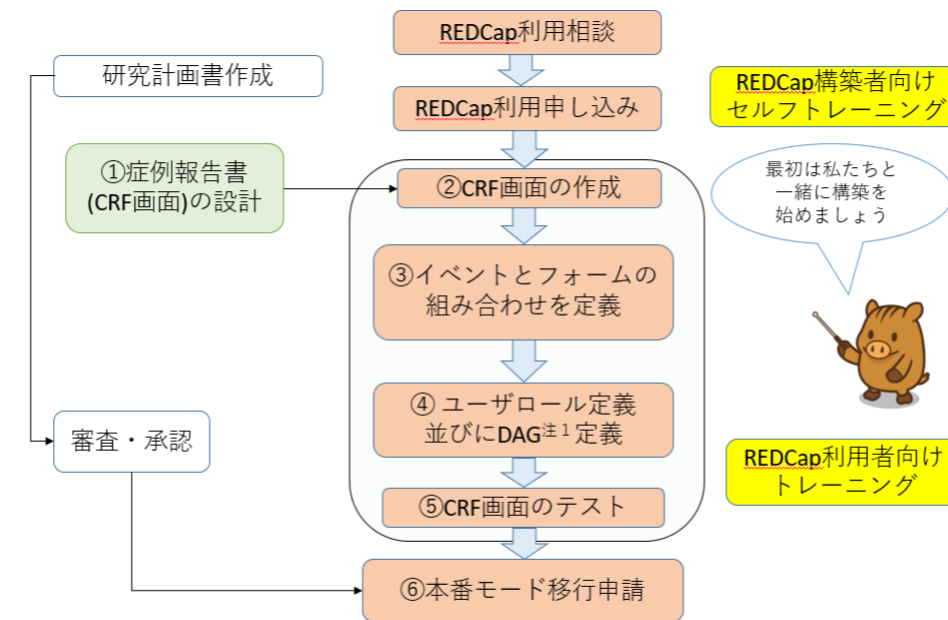 REDCap利用相談
研究計画書作成
REDCap利用申し込み
REDCap構築者向け
セルフトレーニング
①症例報告書
(CRF画面)の設計
②CRF画面の作成
最初は私たちと
一緒に構築を
始めましょう
③イベントとフォームの
組み合わせを定義
④ ユーザロール定義
並びにDAG注1定義
審査・承認
REDCap利用者向け
トレーニング
⑤CRF画面のテスト
⑥本番モード移行申請